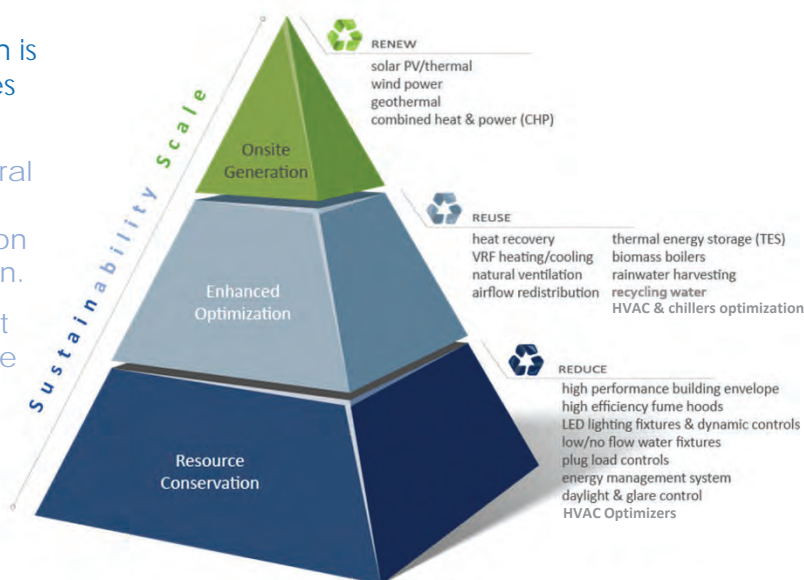 n is
es
ral
on
n.
t
e
Sustainability Scale
RENEW
solar PV/thermal
wind power
geothermal
combined heat & power (CHP)
Onsite
Generation
REUSE
heat recovery
VRF heating/cooling
natural ventilation
airflow redistribution
thermal energy storage (TES)
biomass boilers
rainwater harvesting
recycling water
HVAC & chillers optimization
Enhanced
Optimization
REDUCE
high performance building envelope
high efficiency fume hoods
LED lighting fixtures & dynamic controls
low/no flow water fixtures
plug load controls
energy management system
daylight & glare control
HVAC Optimizers
Resource
Conservation